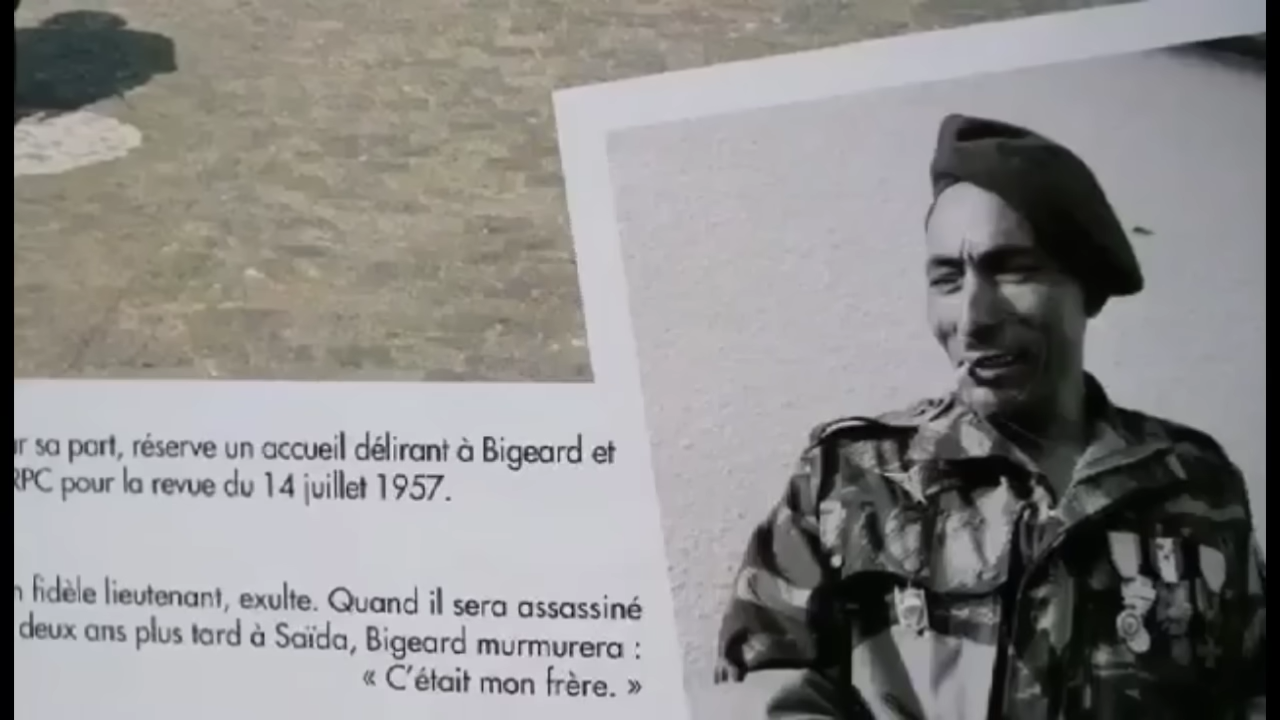 r sa part, réserve un accueil délirant à Bigeard et
RPC pour la revue du 14 juillet 1957.
n fidèle lieutenant, exulte. Quand il sera assassiné
deux ans plus tard à Saïda, Bigeard murmurera :
« C'était mon frère. »